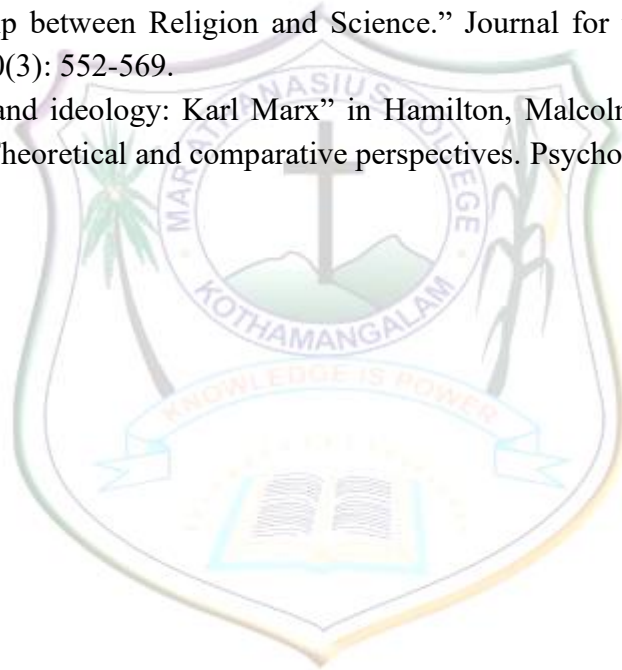 p between Religion and Science.” Journal for
0(3): 552-569.
and ideology: Karl Marx” in Hamilton, Malcoln
Theoretical and comparative perspectives. Psycho
MAR ATHANASIUS COLLEGE
KOTHAMANGALAM
KNOWLEDGE IS POWER